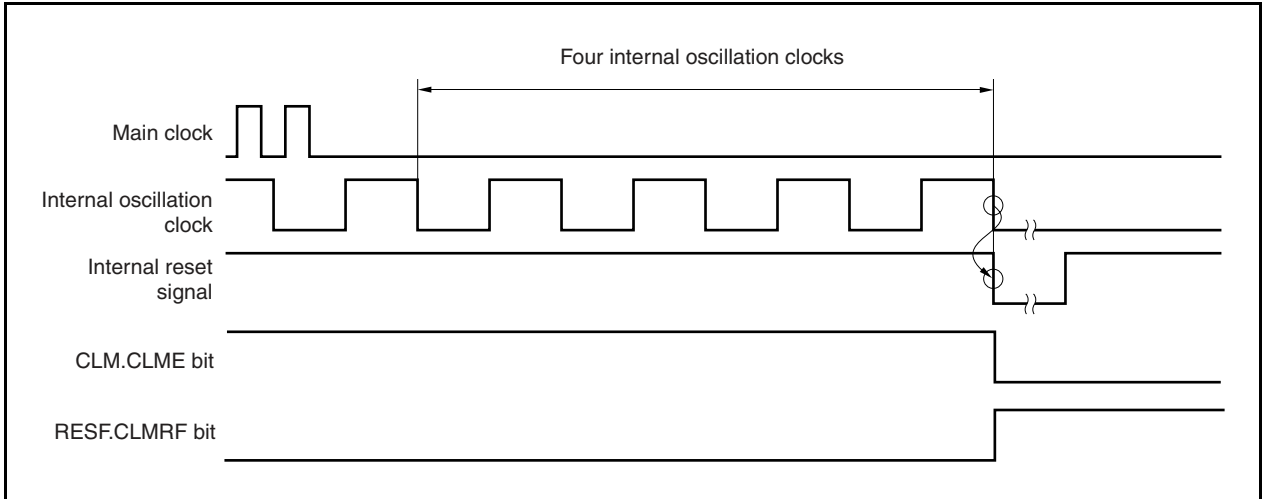 Four internal oscillation clocks
Main clock
Internal oscillation
clock
Internal reset
signal
CLM.CLME bit
RESF.CLMRF bit